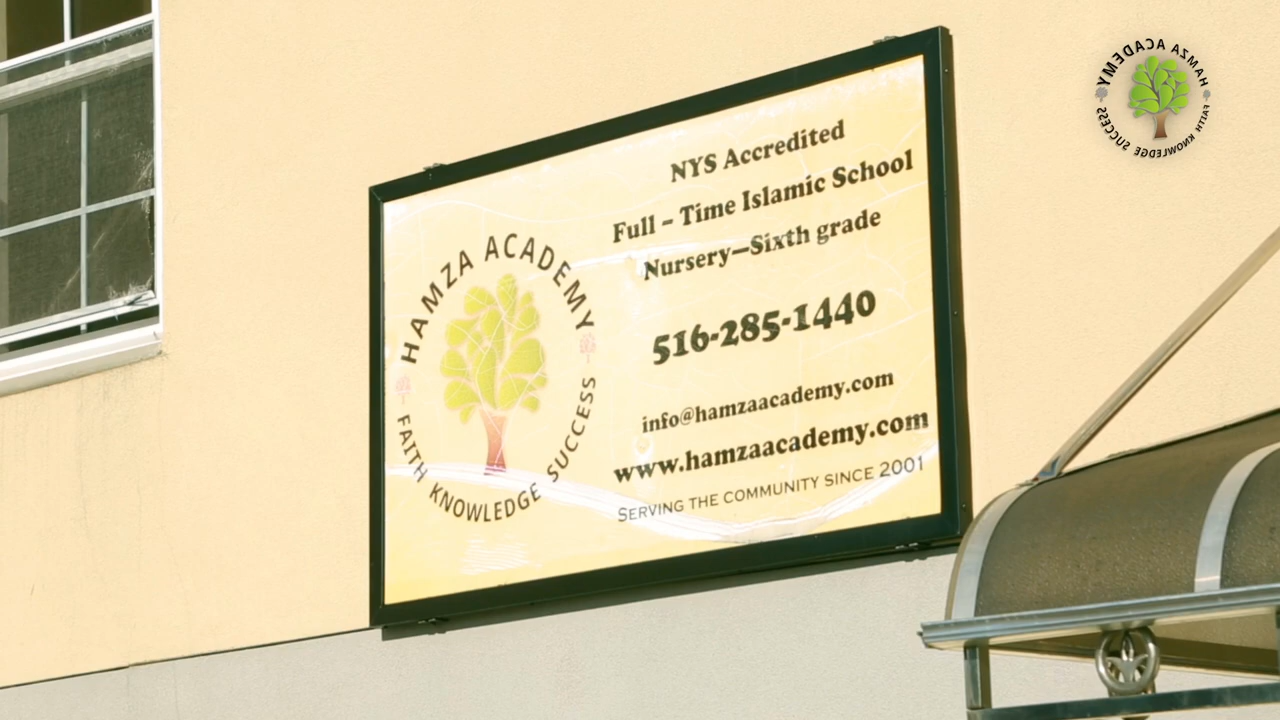 NYS Accredited
Full - Time Islamic School
Nursery—Sixth grade
516-285-1440
info@hamzaacademy.com
www.hamzaacademy.com
SERVING THE COMMUNITY SINCE 2001
HAMZA ACADEMY
FAITH KNOWLEDGE SUCCESS
HAMZA ACADEMY
FAITH KNOWLEDGE SUCCESS